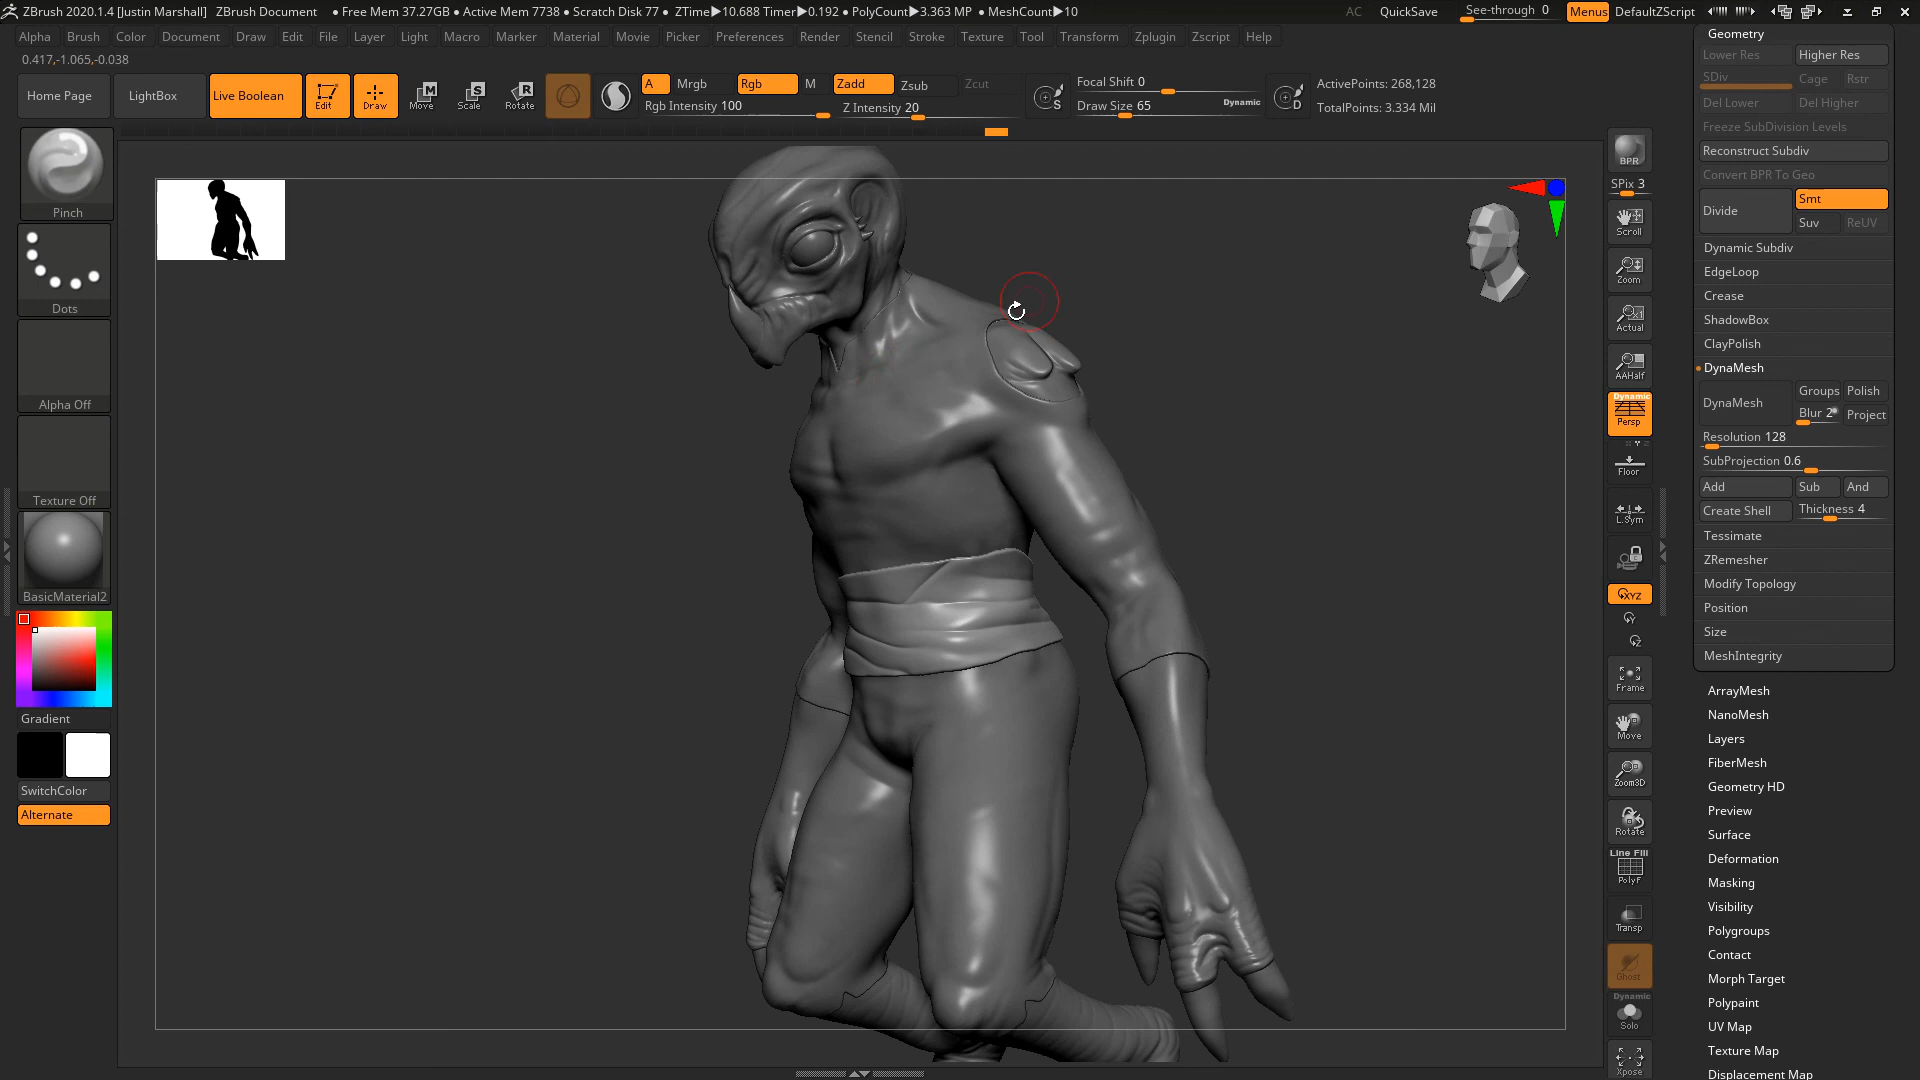 ZBrush 2020.1.4 [Justin Marshall] ZBrush Document ● Free Mem 37.27GB ● Active Mem 7738 ● Scratch Disk 77 ● ZTime▶10.688 Timer▶0.192 ● PolyCount▶3.363 MP ● MeshCount▶10 AC QuickSave See-through 0 Menus DefaultZScript
Alpha Brush Color Document Draw Edit File Layer Light Macro Marker Material Movie Picker Preferences Render Stencil Stroke Texture Tool Transform Zplugin Zscript Help
0.417,-1.065,-0.038
Home Page LightBox Live Boolean Edit Draw Move Scale Rotate
A Mrgb Rgb M Zadd Zsub Zcut
Rgb Intensity 100 Z Intensity 20
Focal Shift 0
Draw Size 65 Dynamic
S D
ActivePoints: 268,128
TotalPoints: 3.334 Mil
Pinch
Dots
Alpha Off
Texture Off
BasicMaterial2
Gradient
SwitchColor
Alternate
BPR
SPix 3
Scroll
Zoom
Actual
AAHalf
Dynamic
Persp
Floor
L.Sym
XYZ
Frame
Move
Zoom3D
Rotate
Line Fill
PolyF
Transp
Ghost
Dynamic
Solo
Xpose
Geometry
Lower Res Higher Res
SDiv Cage Rstr
Del Lower Del Higher
Freeze SubDivision Levels
Reconstruct Subdiv
Convert BPR To Geo
Divide Smt
Suv ReUV
Dynamic Subdiv
EdgeLoop
Crease
ShadowBox
ClayPolish
DynaMesh
DynaMesh Groups Polish
Blur 2 Project
Resolution 128
SubProjection 0.6
Add Sub And
Create Shell Thickness 4
Tessimate
ZRemesher
Modify Topology
Position
Size
MeshIntegrity
ArrayMesh
NanoMesh
Layers
FiberMesh
Geometry HD
Preview
Surface
Deformation
Masking
Visibility
Polygroups
Contact
Morph Target
Polypaint
UV Map
Texture Map
Displacement Map